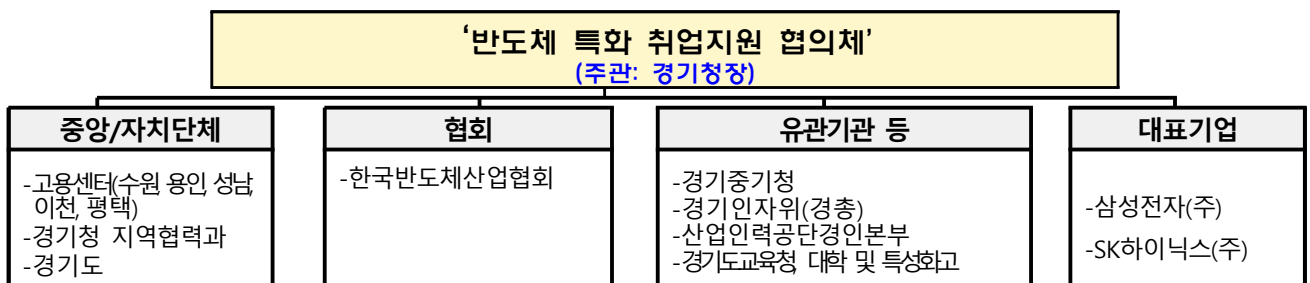 ‘반도체 특화 취업지원 협의체’
(주관: 경기청장)
중앙/자치단체
-고용센터(수원, 용인, 성남,
이천, 평택)
-경기청 지역협력과
-경기도
협회
-한국반도체산업협회
유관기관 등
-경기중기청
-경기인자위(경총)
-산업인력공단경인본부
-경기도교육청, 대학 및 특성화고
대표기업
-삼성전자(주)
-SK하이닉스(주)